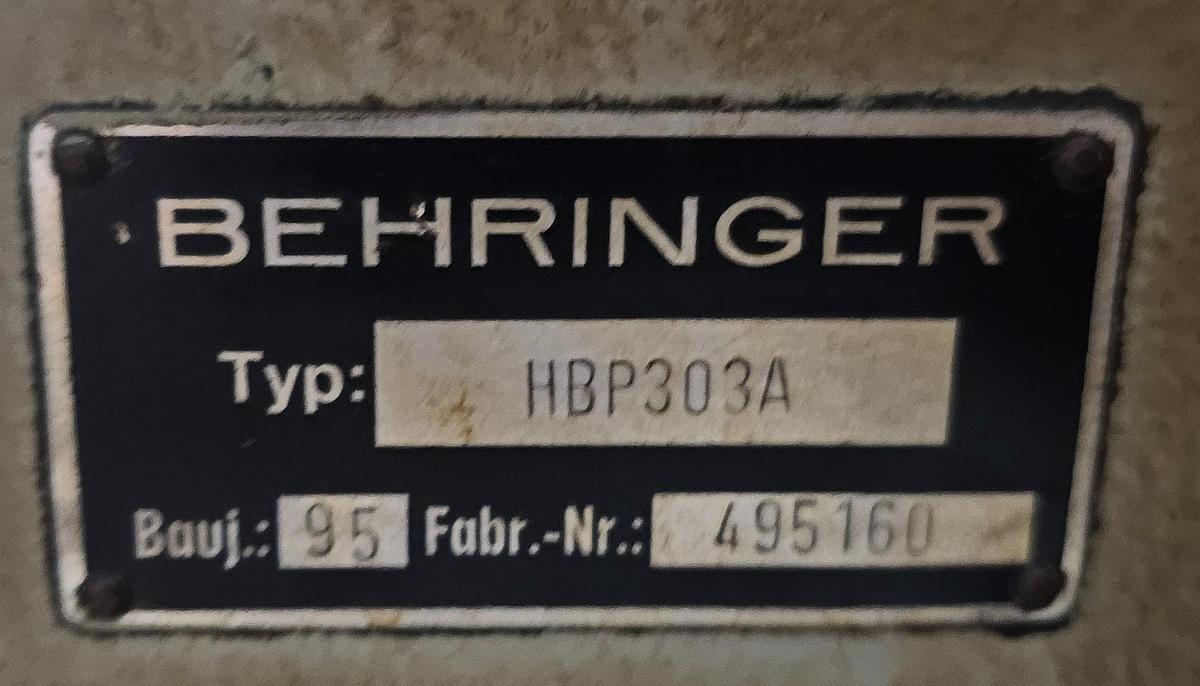 BEHRINGER
Typ: HBP303A
Bauj.: 95 Fabr.-Nr.: 495160